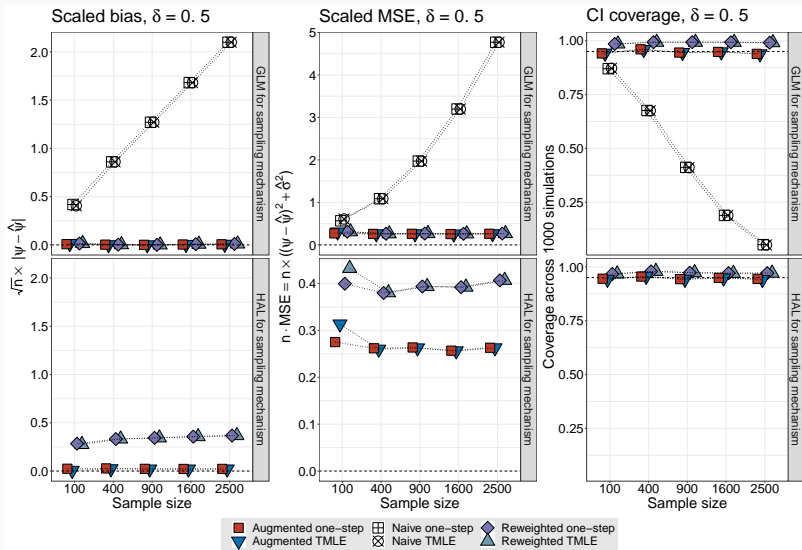 Scaled bias, δ = 0. 5
Scaled MSE, δ = 0. 5
CI coverage, δ = 0. 5
√n × |ψ − ψ̂|
2.0
1.5
1.0
0.5
0.0
GLM for sampling mechanism
2.0
1.5
1.0
0.5
0.0
HAL for sampling mechanism
100 400 900 1600 2500
Sample size
n · MSE = n × ((ψ − ψ̂)² + σ̂²)
5
4
3
2
1
0
GLM for sampling mechanism
0.4
0.3
0.2
0.1
0.0
HAL for sampling mechanism
100 400 900 1600 2500
Sample size
Coverage across 1000 simulations
1.00
0.75
0.50
0.25
GLM for sampling mechanism
1.00
0.75
0.50
0.25
HAL for sampling mechanism
100 400 900 1600 2500
Sample size
Augmented one−step
Naive one−step
Reweighted one−step
Augmented TMLE
Naive TMLE
Reweighted TMLE